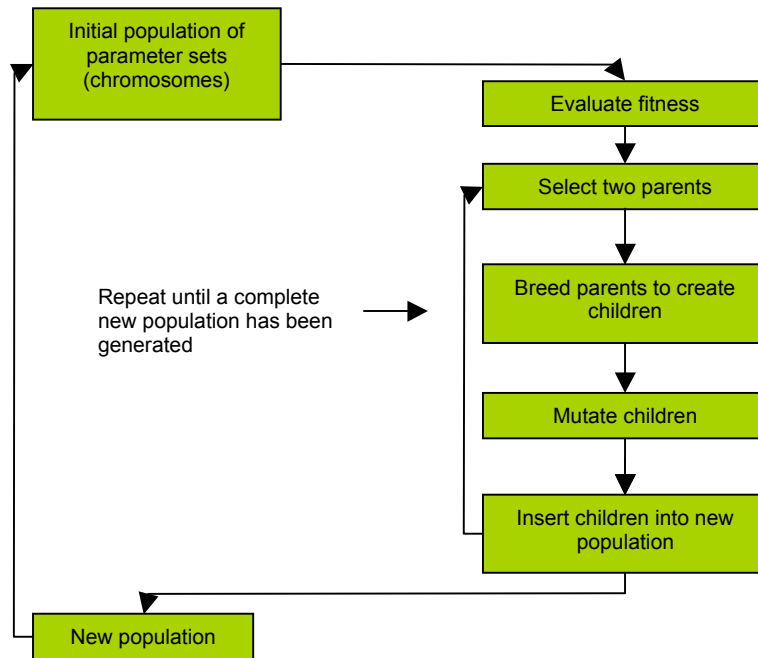 Initial population of
parameter sets
(chromosomes)
Evaluate fitness
Select two parents
Repeat until a complete
new population has been
generated
Breed parents to create
children
Mutate children
Insert children into new
population
New population